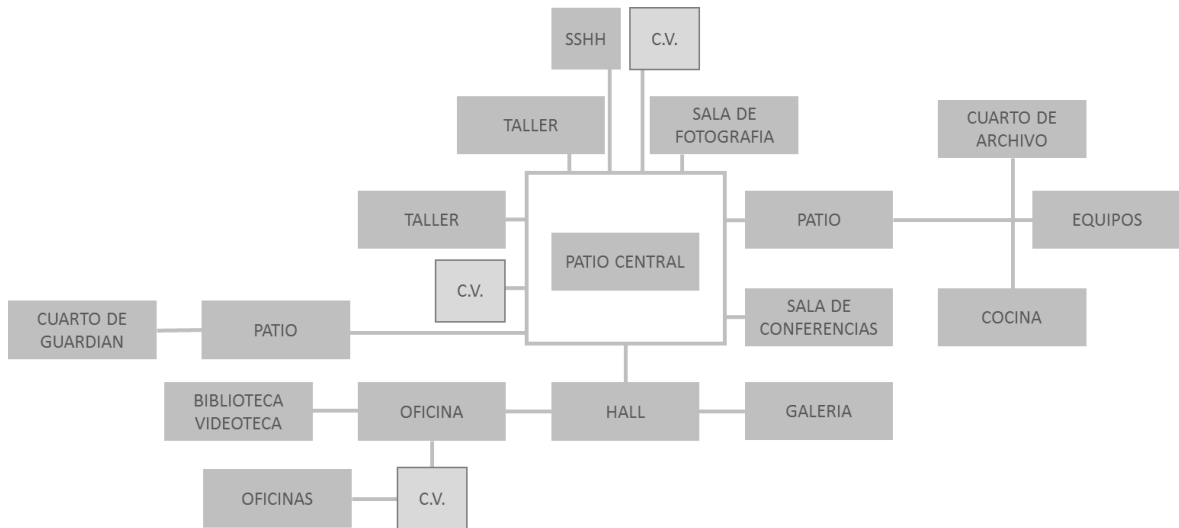 SSHH
C.V.
TALLER
SALA DE
FOTOGRAFIA
CUARTO DE
ARCHIVO
TALLER
PATIO
EQUIPOS
PATIO CENTRAL
C.V.
CUARTO DE
GUARDIAN
PATIO
SALA DE
CONFERENCIAS
COCINA
BIBLIOTECA
VIDEOTECA
OFICINA
HALL
GALERIA
OFICINAS
C.V.